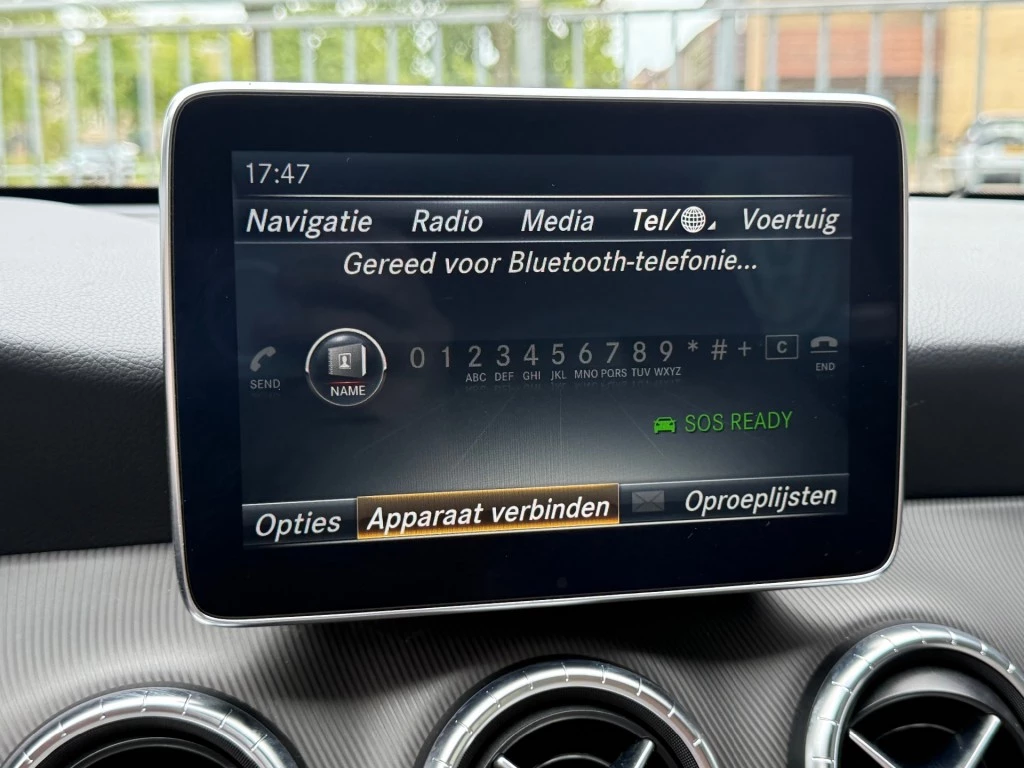 17:47
Navigatie Radio Media Tel/ Voertuig
Gereed voor Bluetooth-telefonie...
0 1 2 3 4 5 6 7 8 9 * # + C
ABC DEF GHI JKL MNO PQRS TUV WXYZ
SEND NAME END
SOS READY
Opties Apparaat verbinden Oproeplijsten